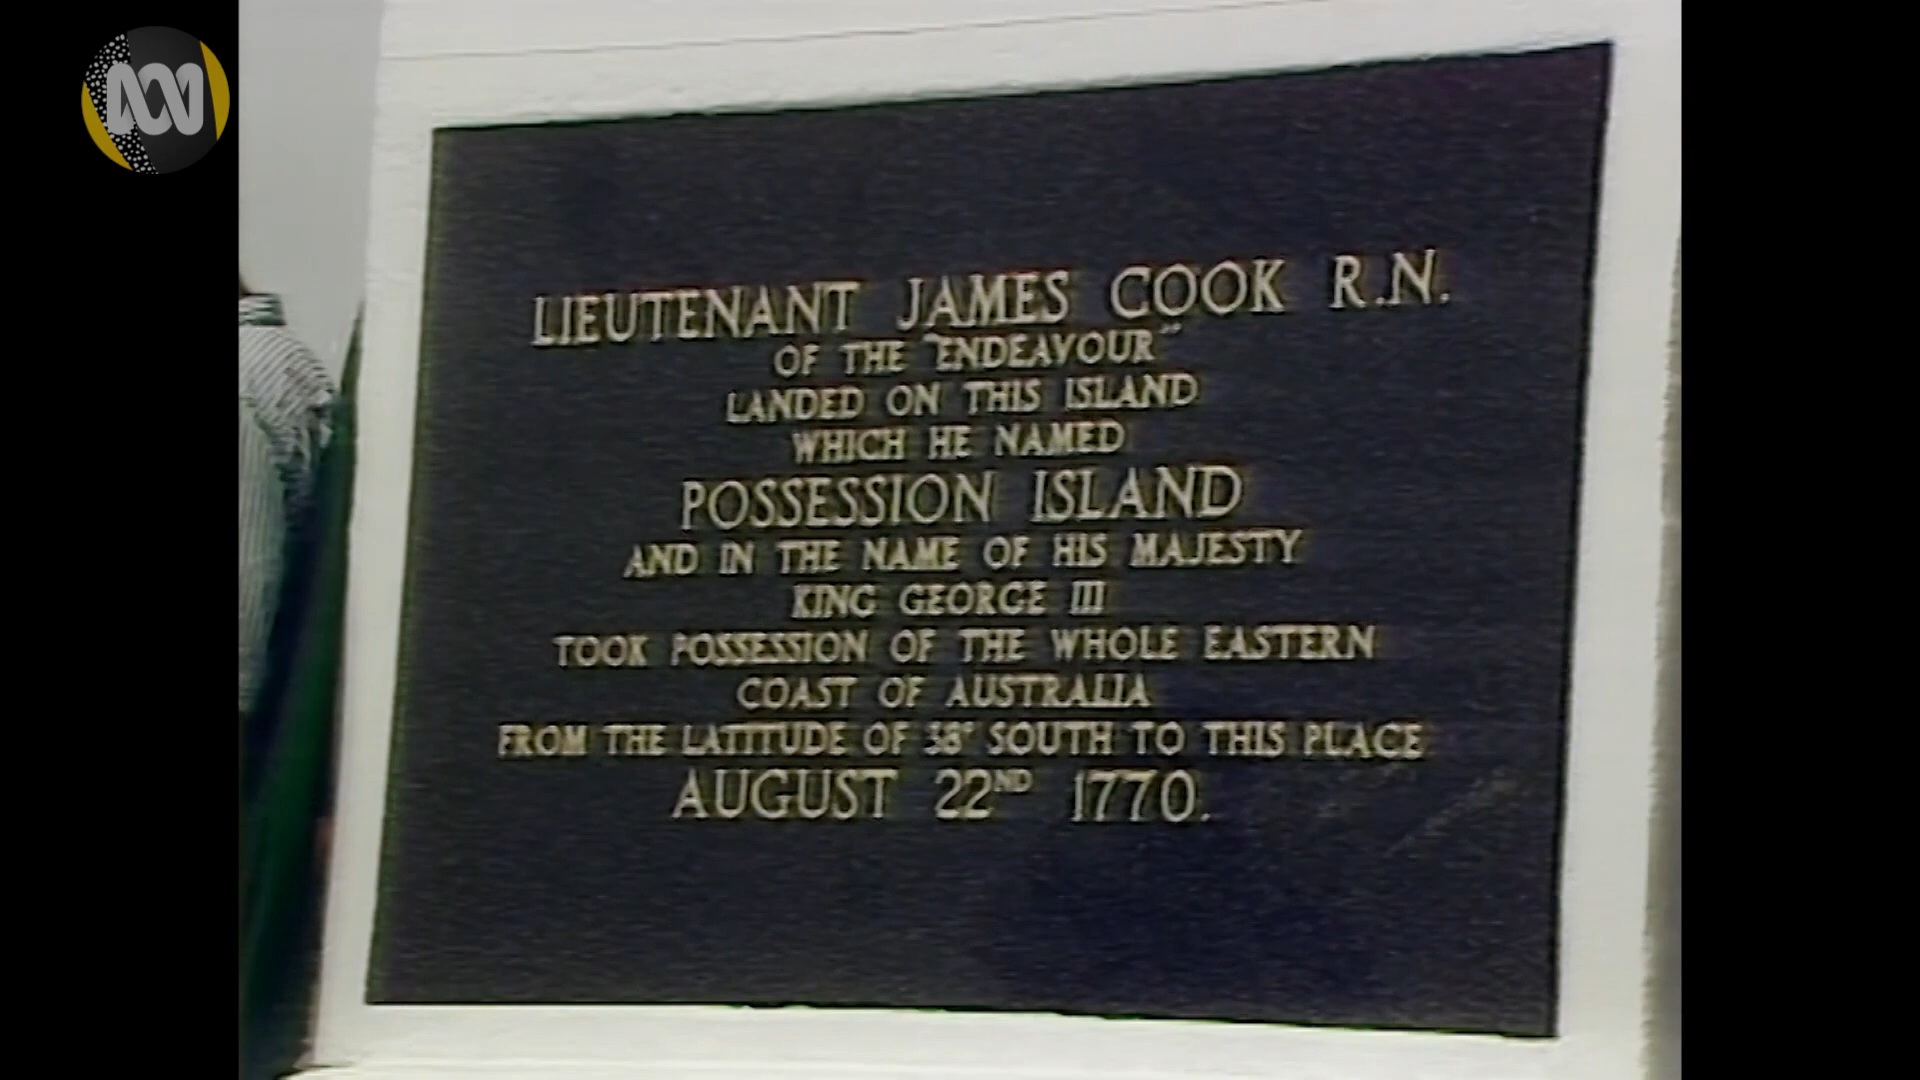 LIEUTENANT JAMES COOK R.N.
OF THE "ENDEAVOUR"
LANDED ON THIS ISLAND
WHICH HE NAMED
POSSESSION ISLAND
AND IN THE NAME OF HIS MAJESTY
KING GEORGE III
TOOK POSSESSION OF THE WHOLE EASTERN
COAST OF AUSTRALIA
FROM THE LATITUDE OF 38° SOUTH TO THIS PLACE
AUGUST 22ND 1770.